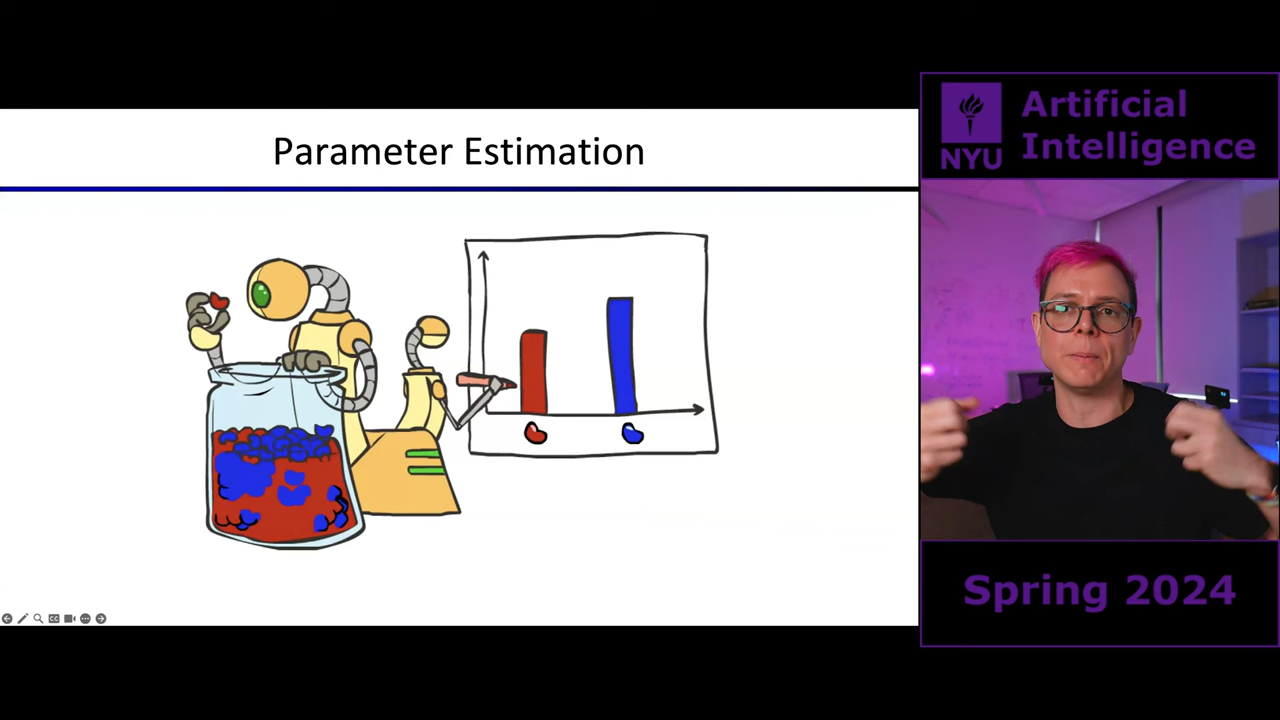 Parameter Estimation
NYU
Artificial
Intelligence
Spring 2024